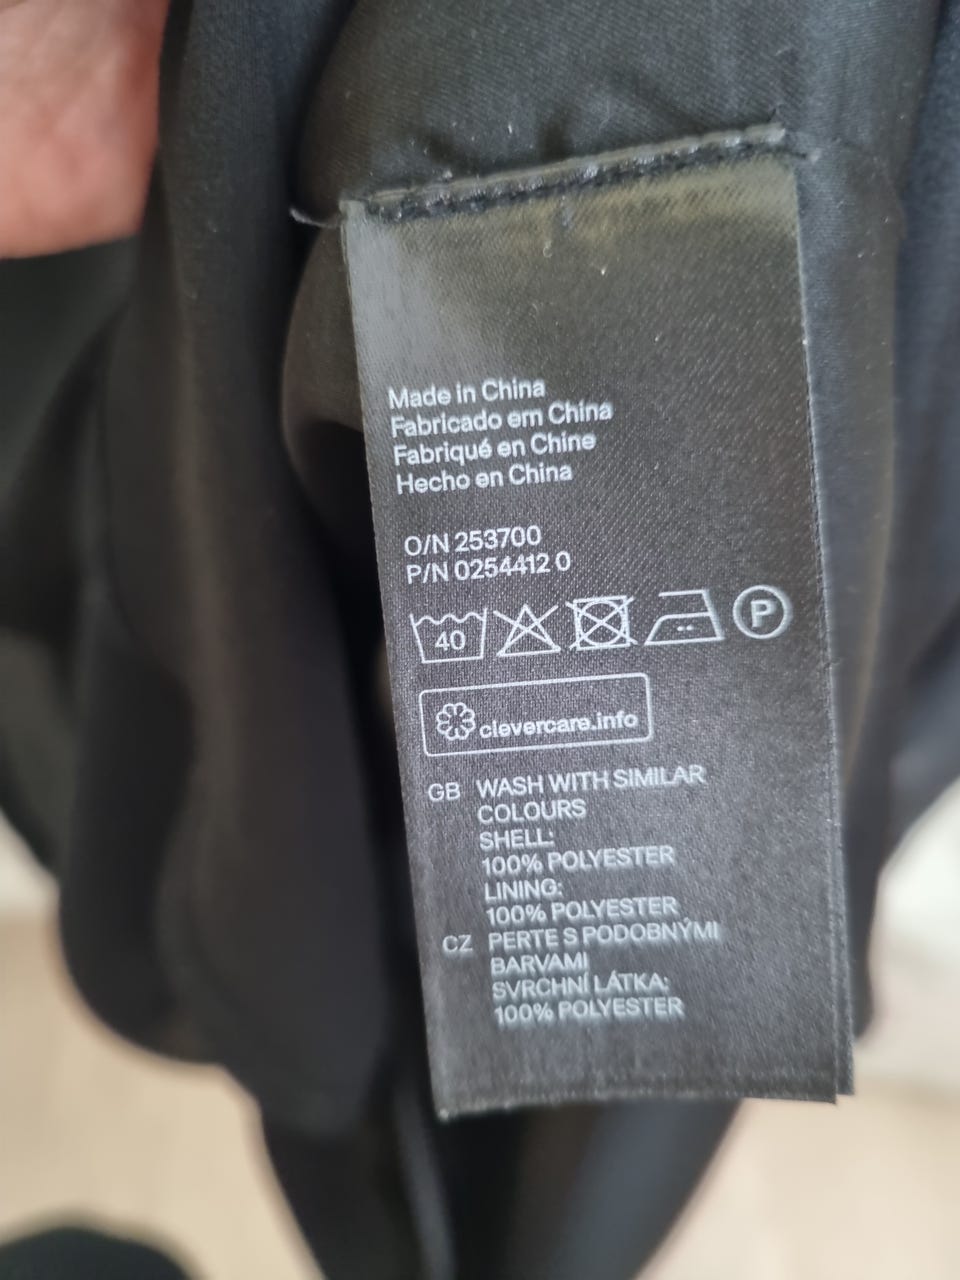 Made in China
Fabricado em China
Fabriqué en Chine
Hecho en China
O/N 253700
P/N 0254412 0
40 P
clevercare.info
GB WASH WITH SIMILAR
COLOURS
SHELL:
100% POLYESTER
LINING:
100% POLYESTER
CZ PERTE S PODOBNÝMI
BARVAMI
SVRCHNÍ LÁTKA:
100% POLYESTER